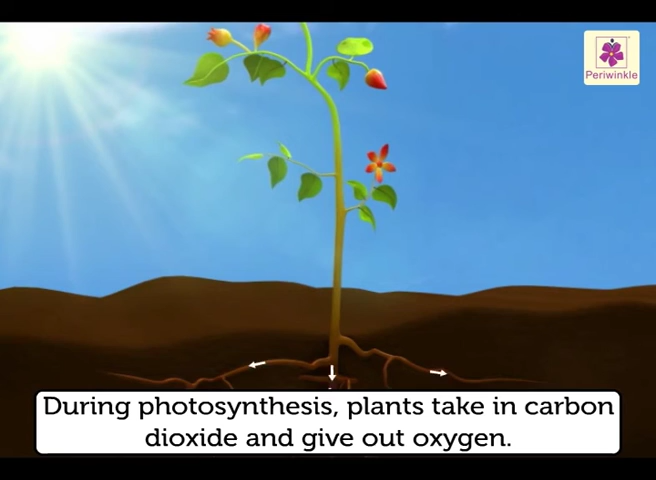 Periwinkle
During photosynthesis, plants take in carbon
dioxide and give out oxygen.